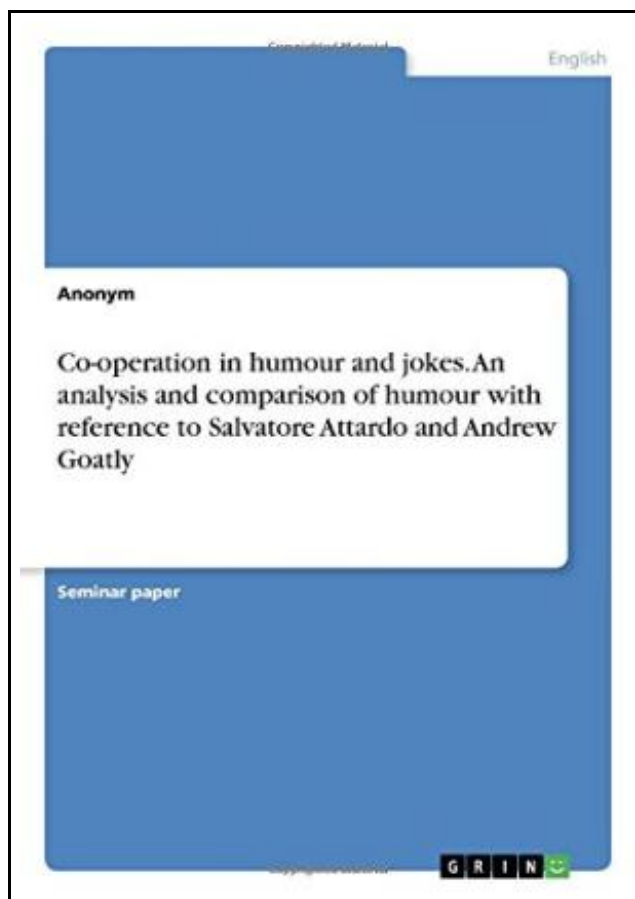 English
Anonym
Co-operation in humour and jokes. An
analysis and comparison of humour with
reference to Salvatore Attardo and Andrew
Goatly
Seminar paper
GRIN